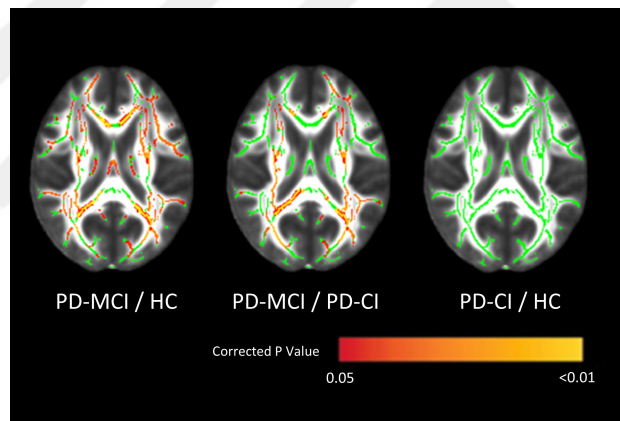 PD-MCI / HC
PD-MCI / PD-CI
PD-CI / HC
Corrected P Value
0.05
<0.01